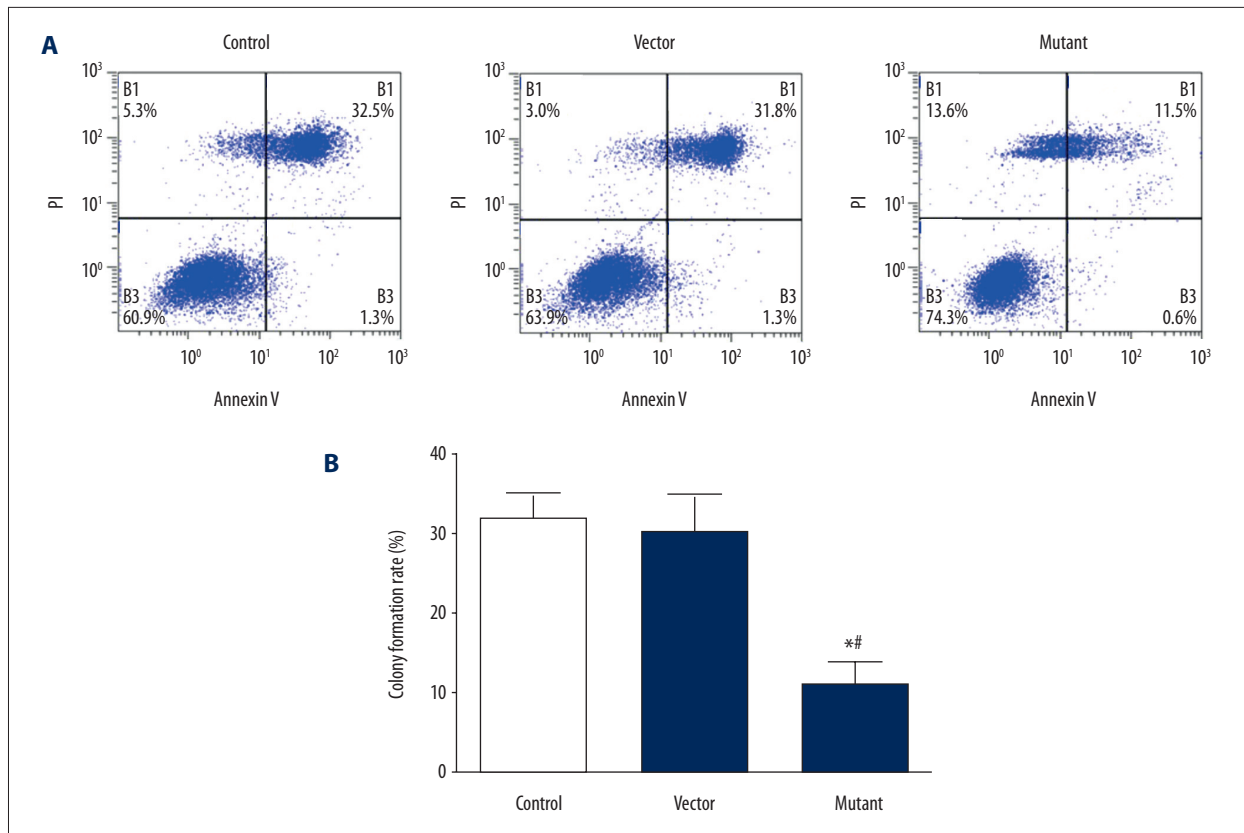 A
Control
Vector
Mutant
10³
10²
10¹
10⁰
PI
B1
5.3%
B1
32.5%
B3
60.9%
B3
1.3%
10⁰ 10¹ 10² 10³
Annexin V
10³
10²
10¹
10⁰
PI
B1
3.0%
B1
31.8%
B3
63.9%
B3
1.3%
10⁰ 10¹ 10² 10³
Annexin V
10³
10²
10¹
10⁰
PI
B1
13.6%
B1
11.5%
B3
74.3%
B3
0.6%
10⁰ 10¹ 10² 10³
Annexin V
B
Colony formation rate (%)
40
30
20
10
0
*#
Control Vector Mutant